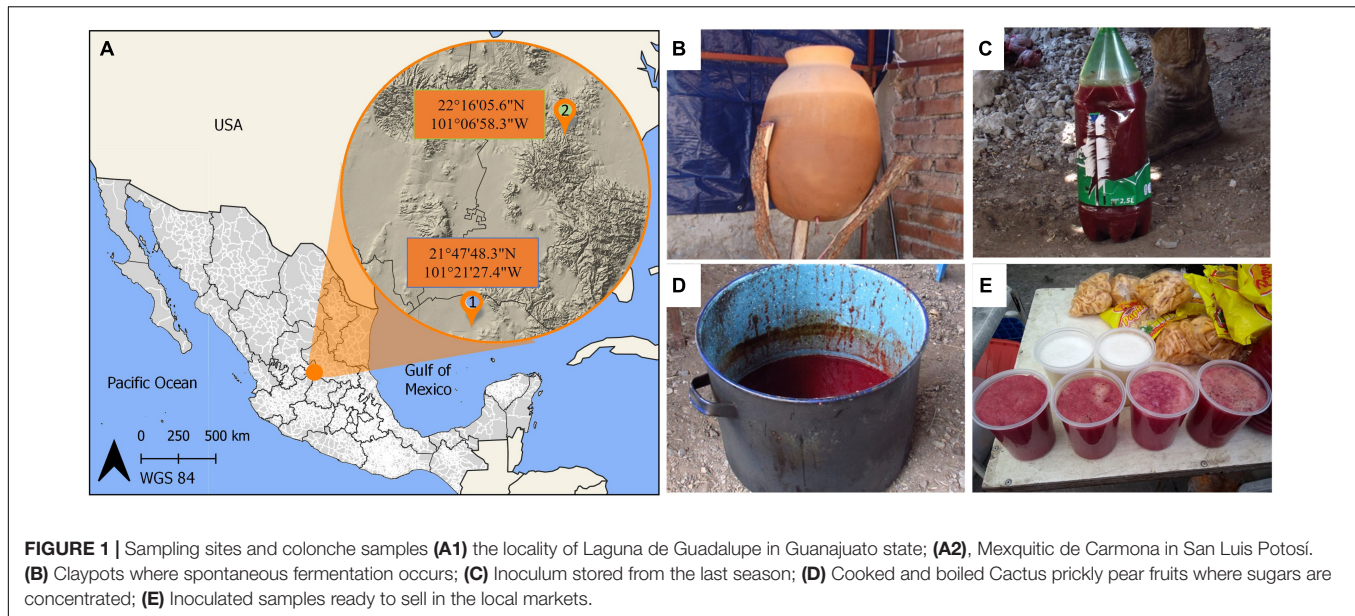 A
USA
22°16'05.6"N
101°06'58.3"W
2
21°47'48.3"N
101°21'27.4"W
1
Pacific Ocean
Gulf of
Mexico
0 250 500 km
WGS 84
B
C
2.5L
D
E
FIGURE 1 | Sampling sites and colonche samples (A1) the locality of Laguna de Guadalupe in Guanajuato state; (A2), Mexquitic de Carmona in San Luis Potosí.
(B) Claypots where spontaneous fermentation occurs; (C) Inoculum stored from the last season; (D) Cooked and boiled Cactus prickly pear fruits where sugars are
concentrated; (E) Inoculated samples ready to sell in the local markets.